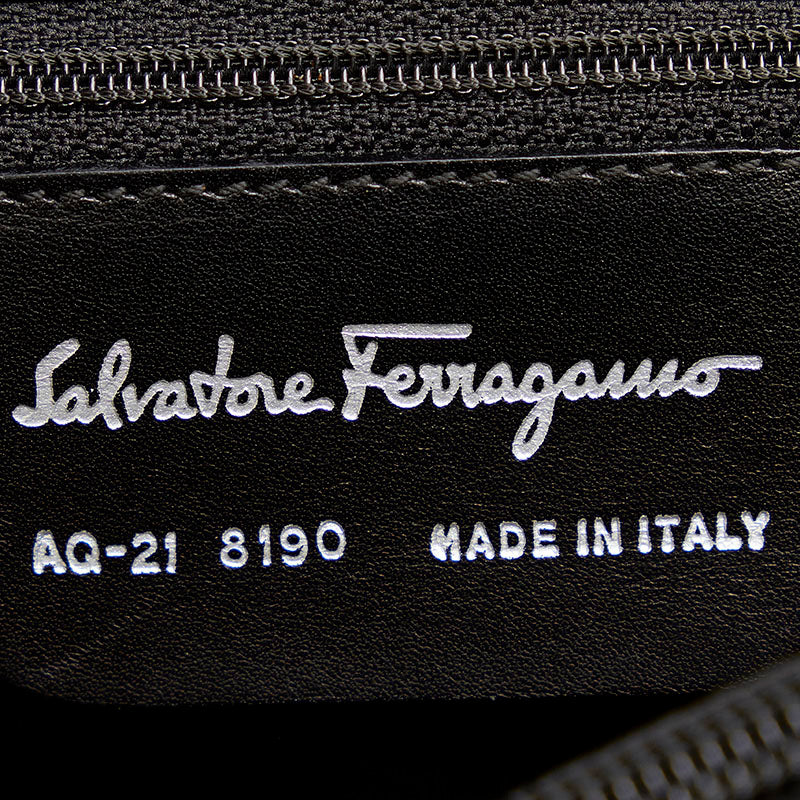 Salvatore Ferragamo
AQ-21 8190 MADE IN ITALY